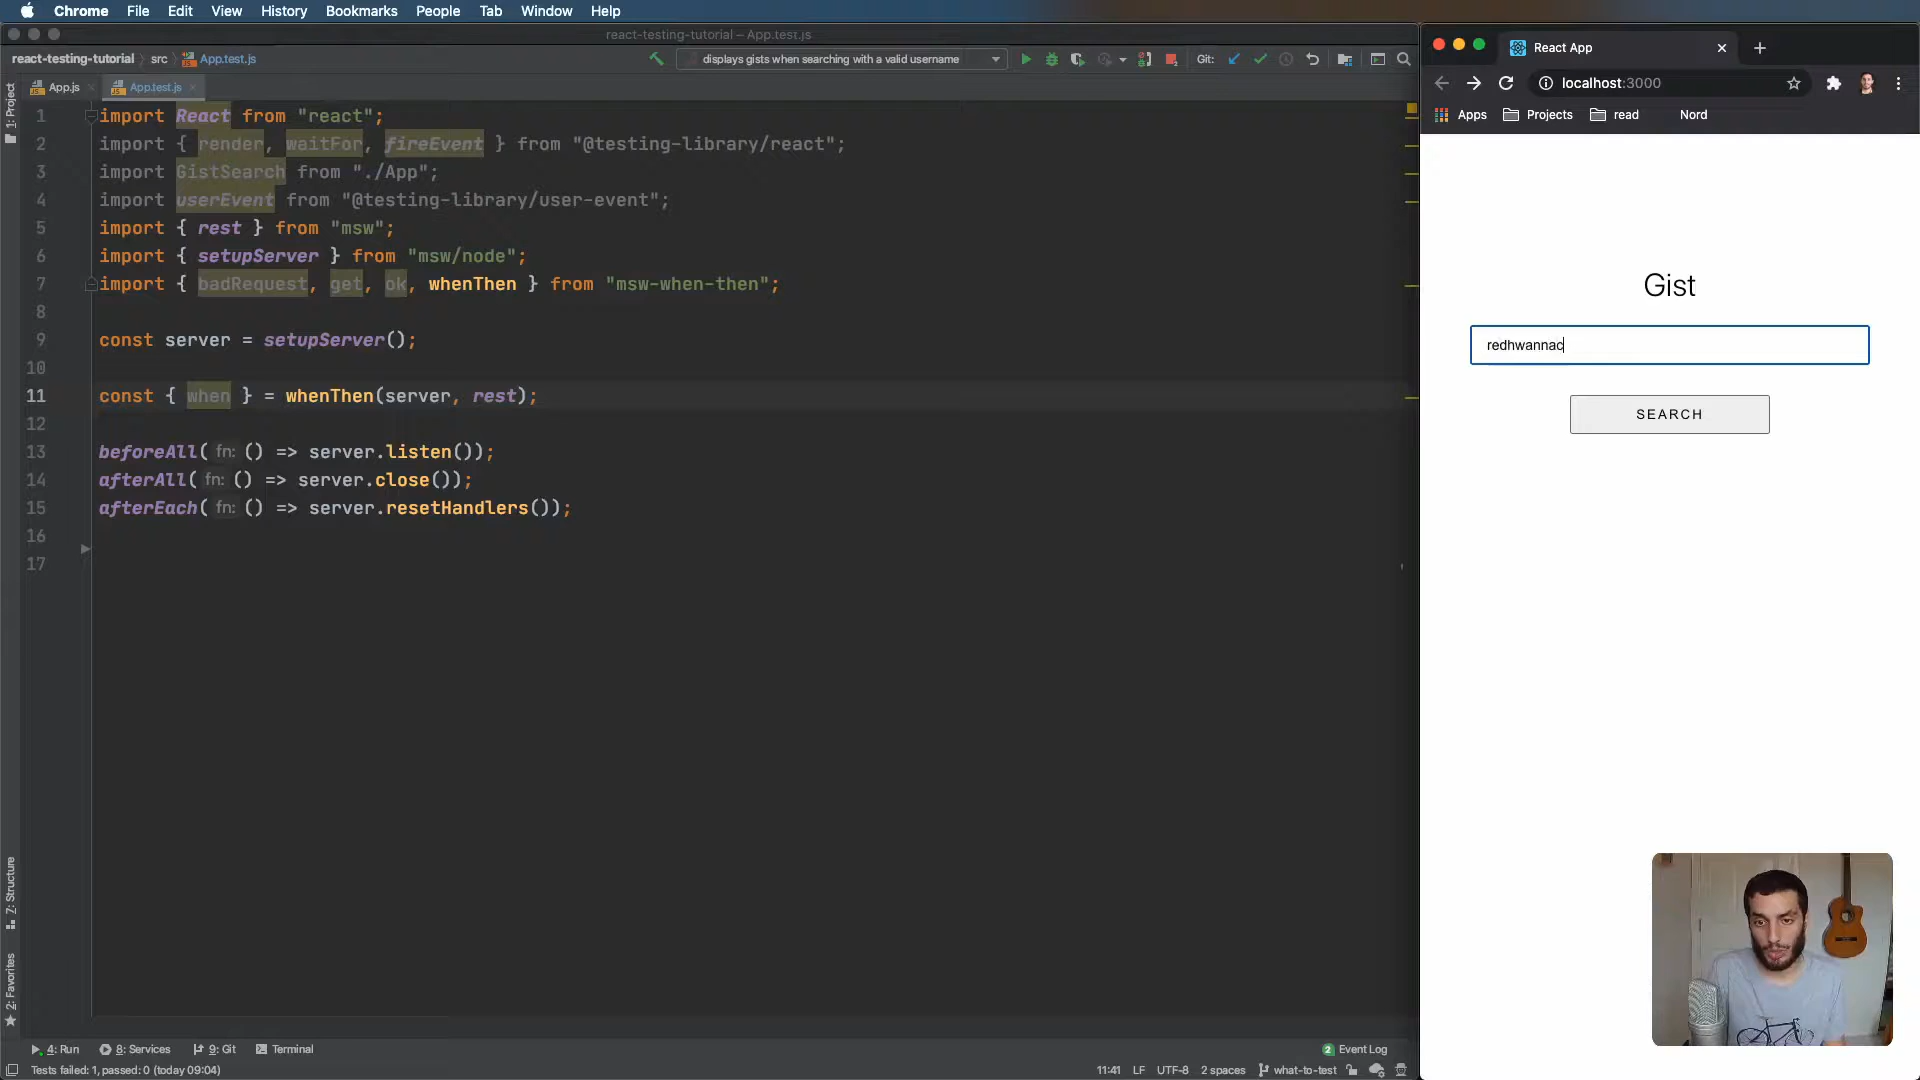 Chrome File Edit View History Bookmarks People Tab Window Help
react-testing-tutorial – App.test.js
react-testing-tutorial src App.test.js
displays gists when searching with a valid username
Git:
App.js App.test.js
1: Project
1 import React from "react";
2 import { render, waitFor, fireEvent } from "@testing-library/react";
3 import GistSearch from "./App";
4 import userEvent from "@testing-library/user-event";
5 import { rest } from "msw";
6 import { setupServer } from "msw/node";
7 import { badRequest, get, ok, whenThen } from "msw-when-then";
8
9 const server = setupServer();
10
11 const { when } = whenThen(server, rest);
12
13 beforeAll( fn: () => server.listen());
14 afterAll( fn: () => server.close());
15 afterEach( fn: () => server.resetHandlers());
16
17
7: Structure
2: Favorites
4: Run 8: Services 9: Git Terminal
2 Event Log
Tests failed: 1, passed: 0 (today 09:04)
11:41 LF UTF-8 2 spaces what-to-test
React App
localhost:3000
Apps Projects read Nord
Gist
redhwannac
SEARCH